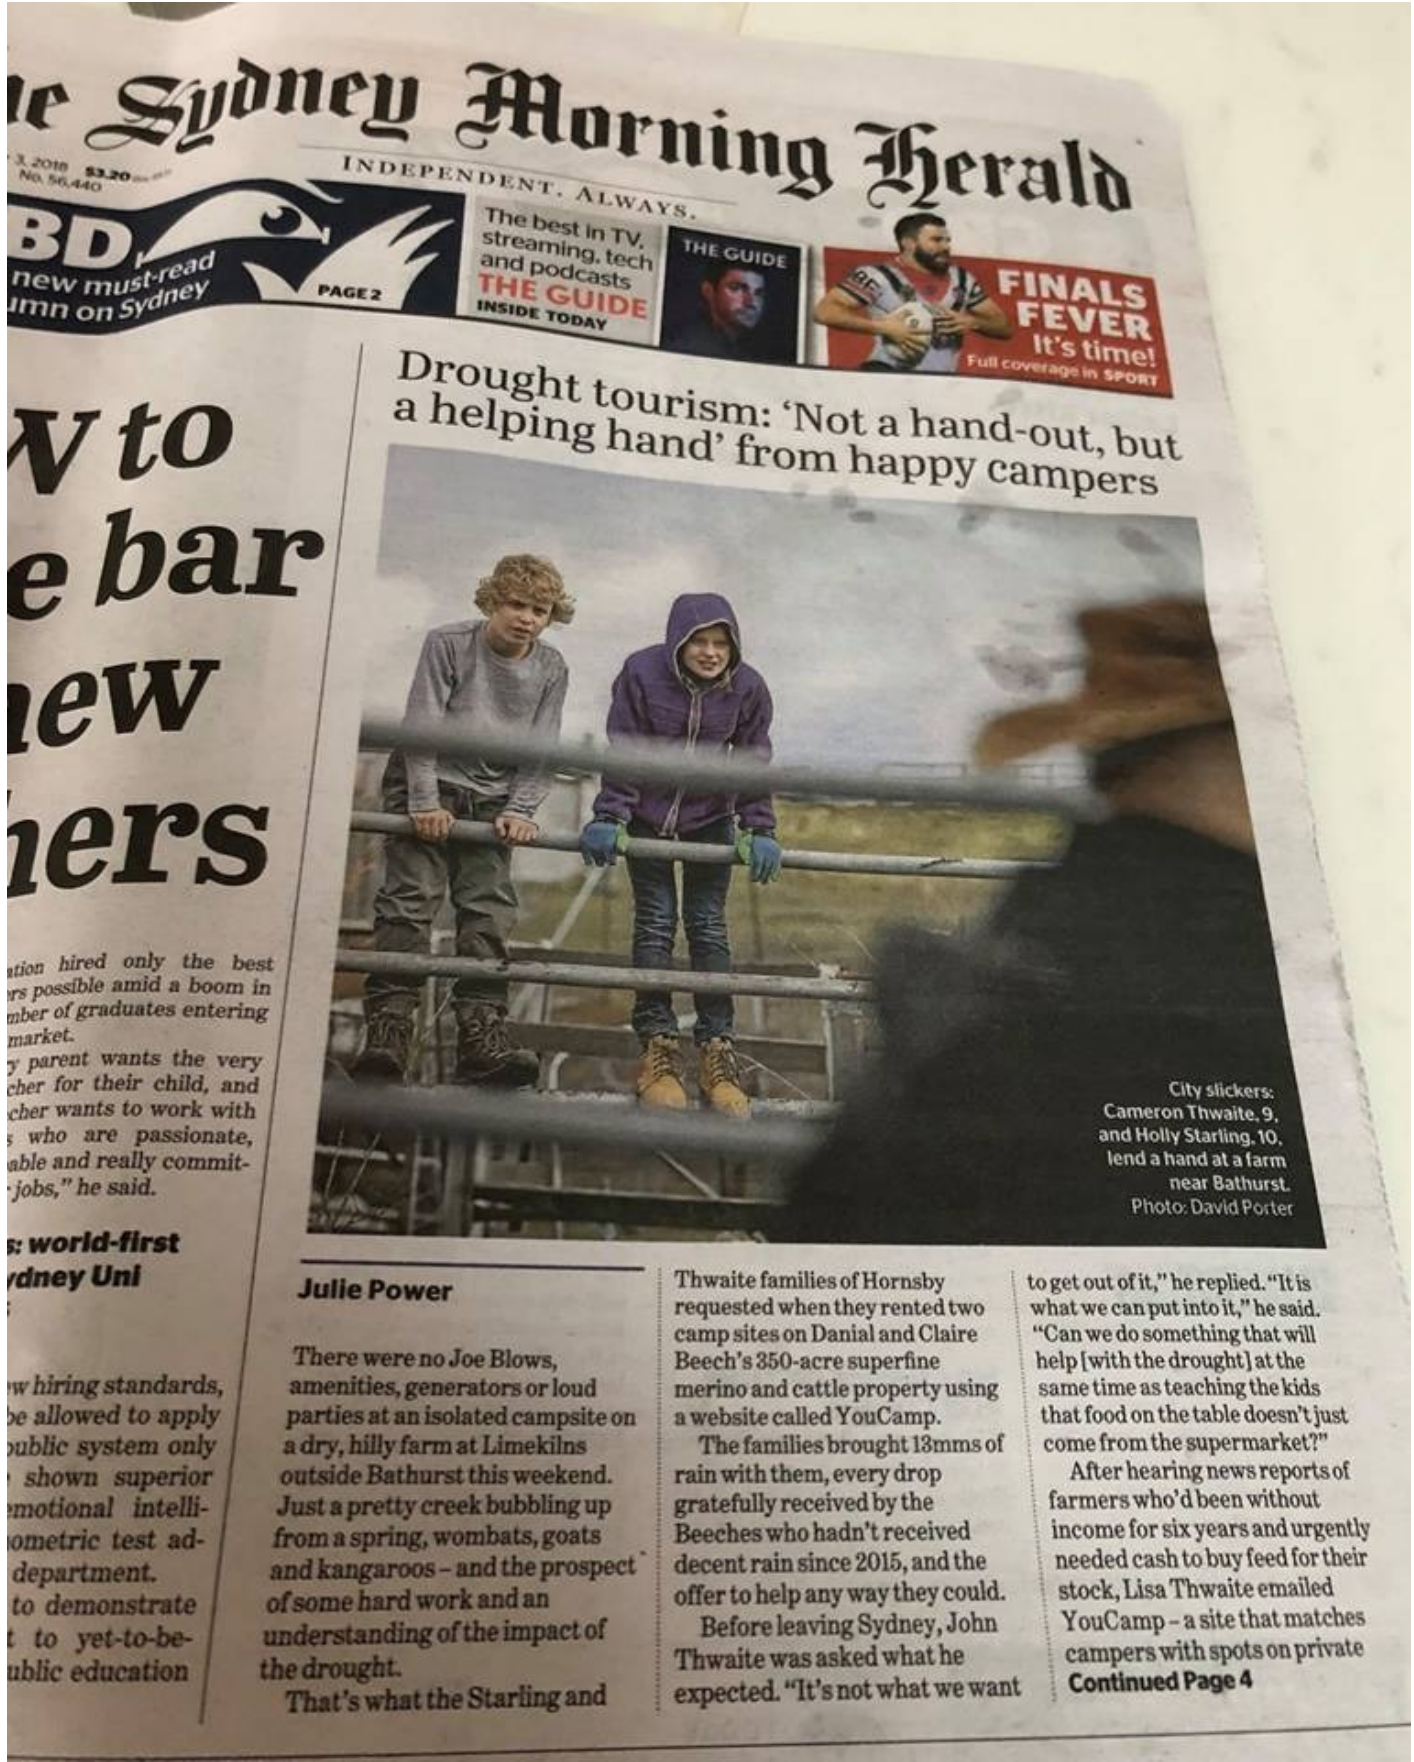 Sydney Morning Herald
INDEPENDENT. ALWAYS.
3, 2018 $3.20
No. 56,440
BD
new must-read
on Sydney
PAGE 2
The best in TV,
streaming, tech
and podcasts
THE GUIDE
INSIDE TODAY
THE GUIDE
FINALS
FEVER
It's time!
Full coverage in SPORT
to
bar
hired only the best
possible amid a boom in
of graduates entering
market.
parent wants the very
for their child, and
wants to work with
who are passionate,
and really commit-
jobs," he said.
world-first
Uni
hiring standards,
be allowed to apply
system only
shown superior
intelli-
test ad-
department.
to demonstrate
to yet-to-be-
education
Drought tourism: 'Not a hand-out, but
a helping hand' from happy campers
City slickers:
Cameron Thwaite, 9,
and Holly Starling, 10,
lend a hand at a farm
near Bathurst.
Photo: David Porter
Julie Power
There were no Joe Blows,
amenities, generators or loud
parties at an isolated campsite on
a dry, hilly farm at Limekilns
outside Bathurst this weekend.
Just a pretty creek bubbling up
from a spring, wombats, goats
and kangaroos – and the prospect
of some hard work and an
understanding of the impact of
the drought.
That's what the Starling and
Thwaite families of Hornsby
requested when they rented two
camp sites on Danial and Claire
Beech's 350-acre superfine
merino and cattle property using
a website called YouCamp.
The families brought 13mms of
rain with them, every drop
gratefully received by the
Beeches who hadn't received
decent rain since 2015, and the
offer to help any way they could.
Before leaving Sydney, John
Thwaite was asked what he
expected. "It's not what we want
to get out of it," he replied. "It is
what we can put into it," he said.
"Can we do something that will
help [with the drought] at the
same time as teaching the kids
that food on the table doesn't just
come from the supermarket?"
After hearing news reports of
farmers who'd been without
income for six years and urgently
needed cash to buy feed for their
stock, Lisa Thwaite emailed
YouCamp – a site that matches
campers with spots on private
Continued Page 4